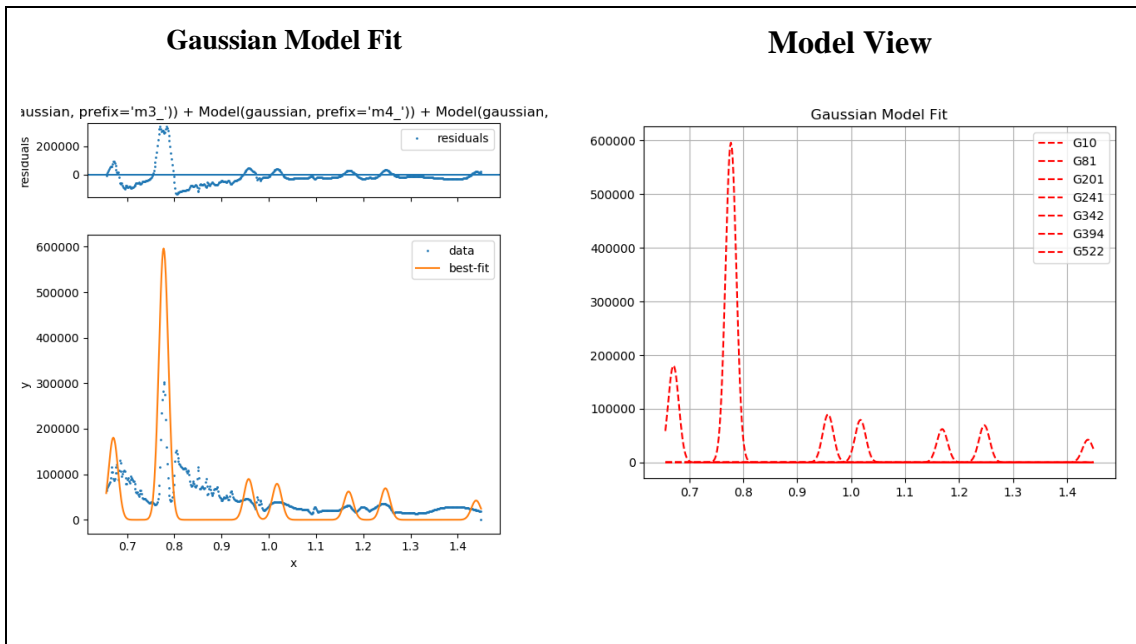 Gaussian Model Fit
Model View
aussian, prefix='m3_')) + Model(gaussian, prefix='m4_')) + Model(gaussian,
residuals
200000
0
residuals
600000
500000
400000
300000
200000
100000
0
y
data
best-fit
0.7 0.8 0.9 1.0 1.1 1.2 1.3 1.4
x
Gaussian Model Fit
600000
500000
400000
300000
200000
100000
0
G10
G81
G201
G241
G342
G394
G522
0.7 0.8 0.9 1.0 1.1 1.2 1.3 1.4